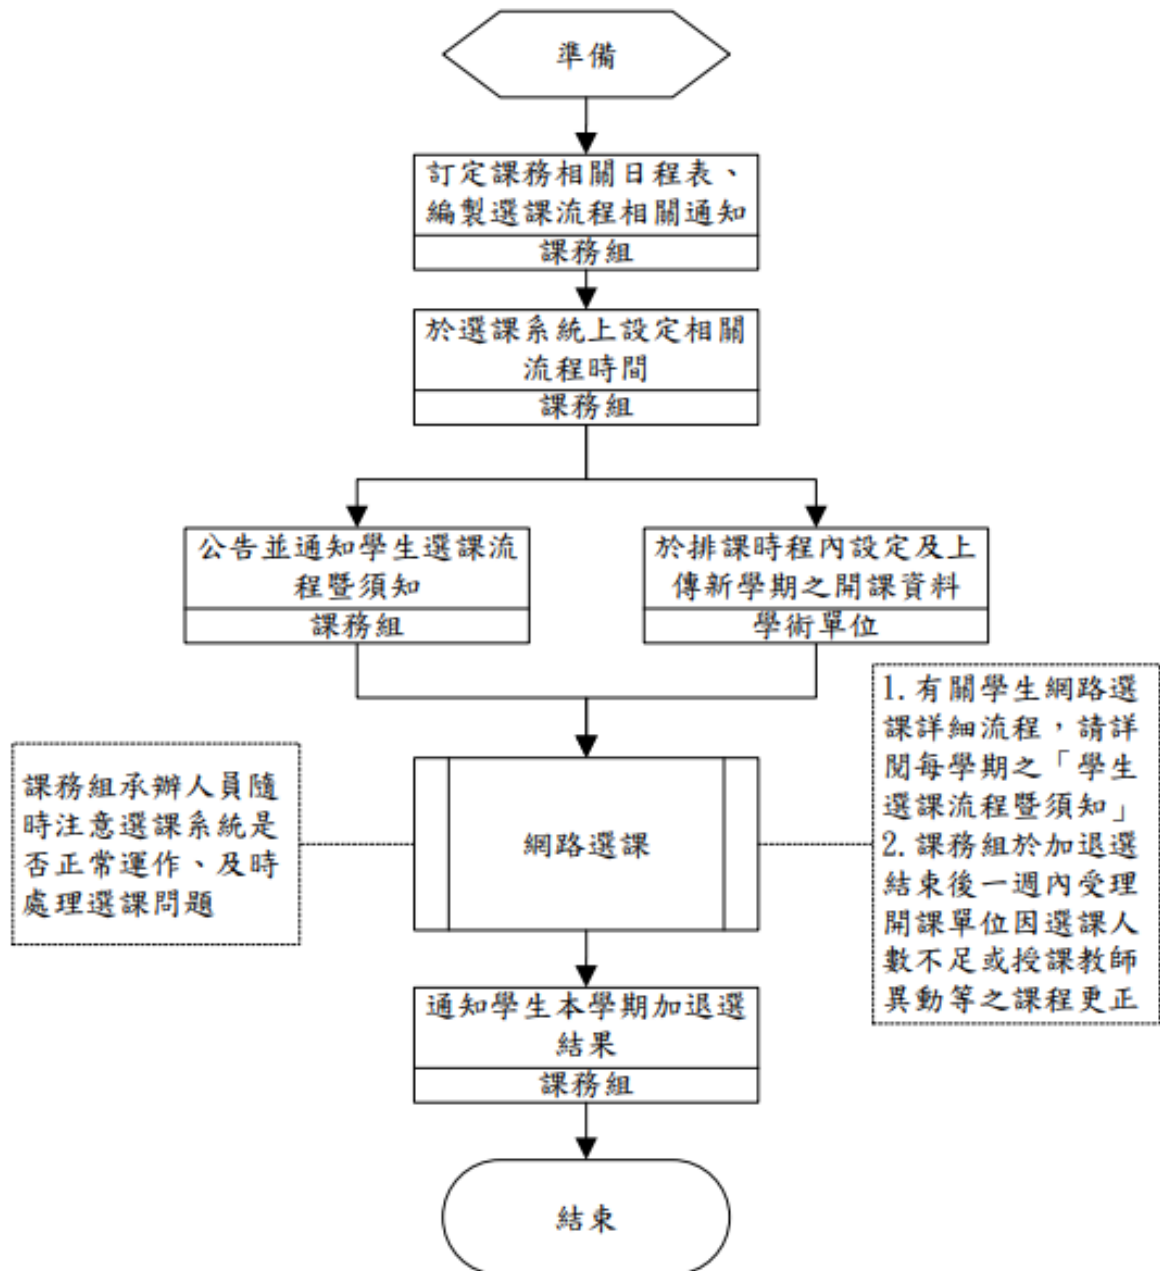 準備
訂定課務相關日程表、
編製選課流程相關通知
課務組
於選課系統上設定相關
流程時間
課務組
公告並通知學生選課流
程暨須知
課務組
於排課時程內設定及上
傳新學期之開課資料
學術單位
課務組承辦人員隨
時注意選課系統是
否正常運作、及時
處理選課問題
網路選課
1. 有關學生網路選
課詳細流程，請詳
閱每學期之「學生
選課流程暨須知」
2. 課務組於加退選
結束後一週內受理
開課單位因選課人
數不足或授課教師
異動等之課程更正
通知學生本學期加退選
結果
課務組
結束